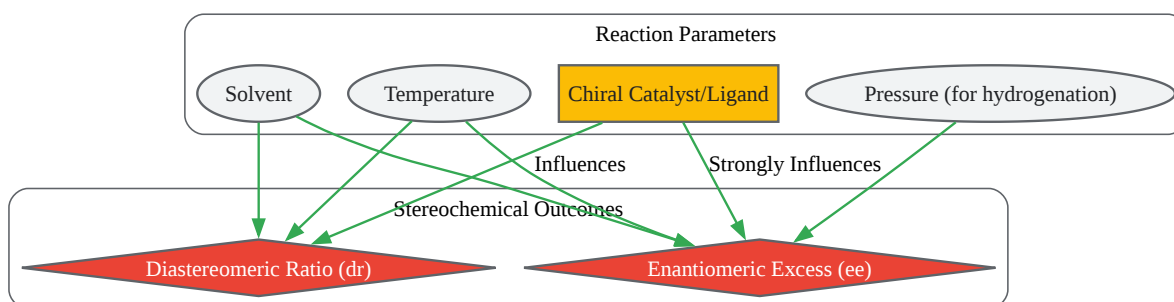 Reaction Parameters
Solvent
Temperature
Chiral Catalyst/Ligand
Pressure (for hydrogenation)
Influences
Strongly Influences
Stereochemical Outcomes
Diastereomeric Ratio (dr)
Enantiomeric Excess (ee)